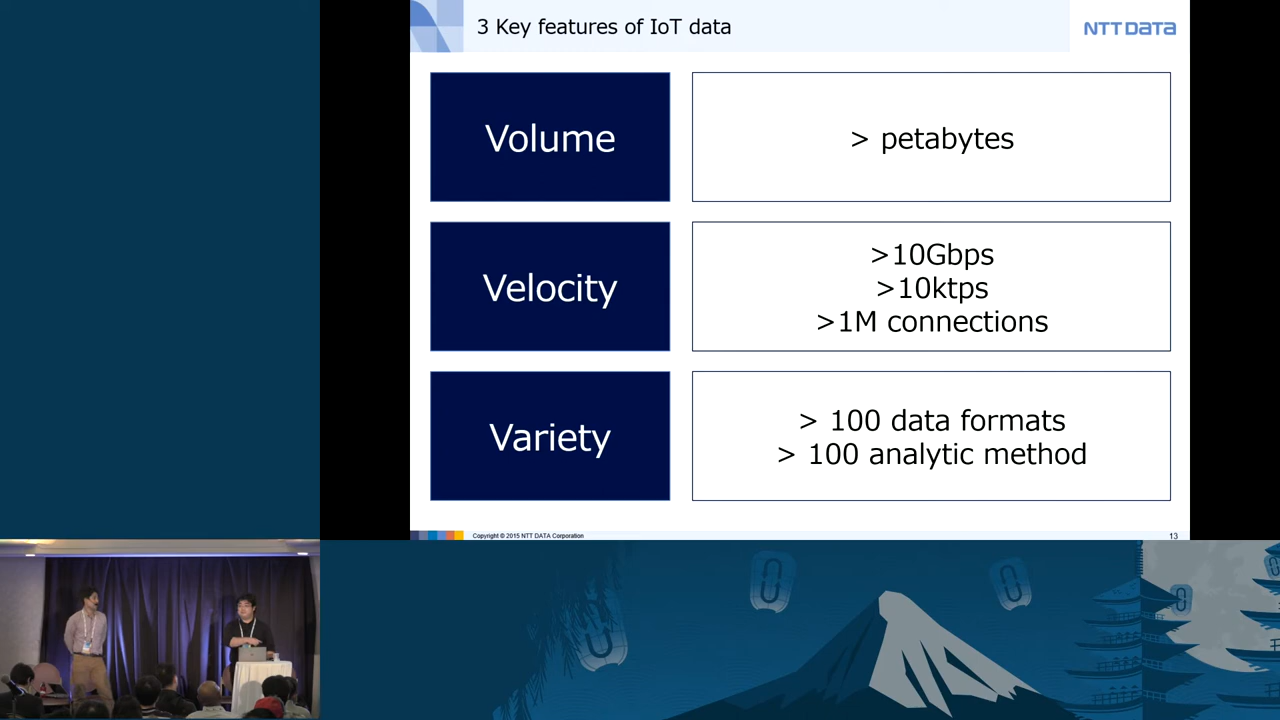 3 Key features of IoT data
NTT DATA
Volume
> petabytes
Velocity
>10Gbps
>10ktps
>1M connections
Variety
> 100 data formats
> 100 analytic method
Copyright © 2015 NTT DATA Corporation
13